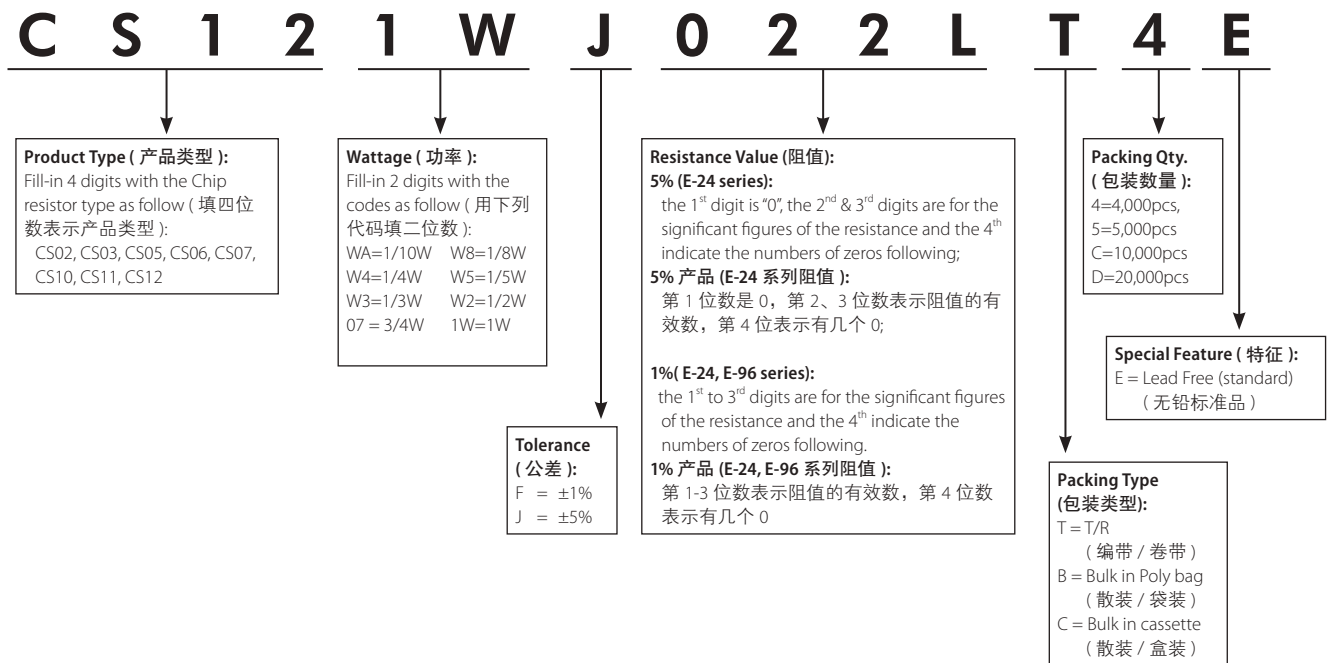 C S 1 2 1 W J 0 2 2 L T 4 E
Product Type ( 产品类型 ):
Fill-in 4 digits with the Chip
resistor type as follow ( 填四位
数表示产品类型 ):
CS02, CS03, CS05, CS06, CS07,
CS10, CS11, CS12
Wattage ( 功率 ):
Fill-in 2 digits with the
codes as follow ( 用下列
代码填二位数 ):
WA=1/10W W8=1/8W
W4=1/4W W5=1/5W
W3=1/3W W2=1/2W
07 = 3/4W 1W=1W
Tolerance
( 公差 ):
F = ±1%
J = ±5%
Resistance Value (阻值):
5% (E-24 series):
the 1st digit is “0”, the 2nd & 3rd digits are for the
significant figures of the resistance and the 4th
indicate the numbers of zeros following;
5% 产品 (E-24 系列阻值 ):
第 1 位数是 0，第 2、3 位数表示阻值的有
效数，第 4 位表示有几个 0;
1%( E-24, E-96 series):
the 1st to 3rd digits are for the significant figures
of the resistance and the 4th indicate the
numbers of zeros following.
1% 产品 (E-24, E-96 系列阻值 ):
第 1-3 位数表示阻值的有效数，第 4 位数
表示有几个 0
Packing Type
(包装类型):
T = T/R
( 编带 / 卷带 )
B = Bulk in Poly bag
( 散装 / 袋装 )
C = Bulk in cassette
( 散装 / 盒装 )
Packing Qty.
( 包装数量 ):
4=4,000pcs,
5=5,000pcs
C=10,000pcs
D=20,000pcs
Special Feature ( 特征 ):
E = Lead Free (standard)
( 无铅标准品 )